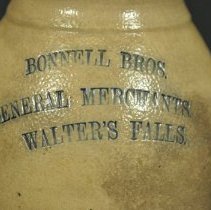 BONNELL BROS.
GENERAL MERCHANTS.
WALTER'S FALLS.